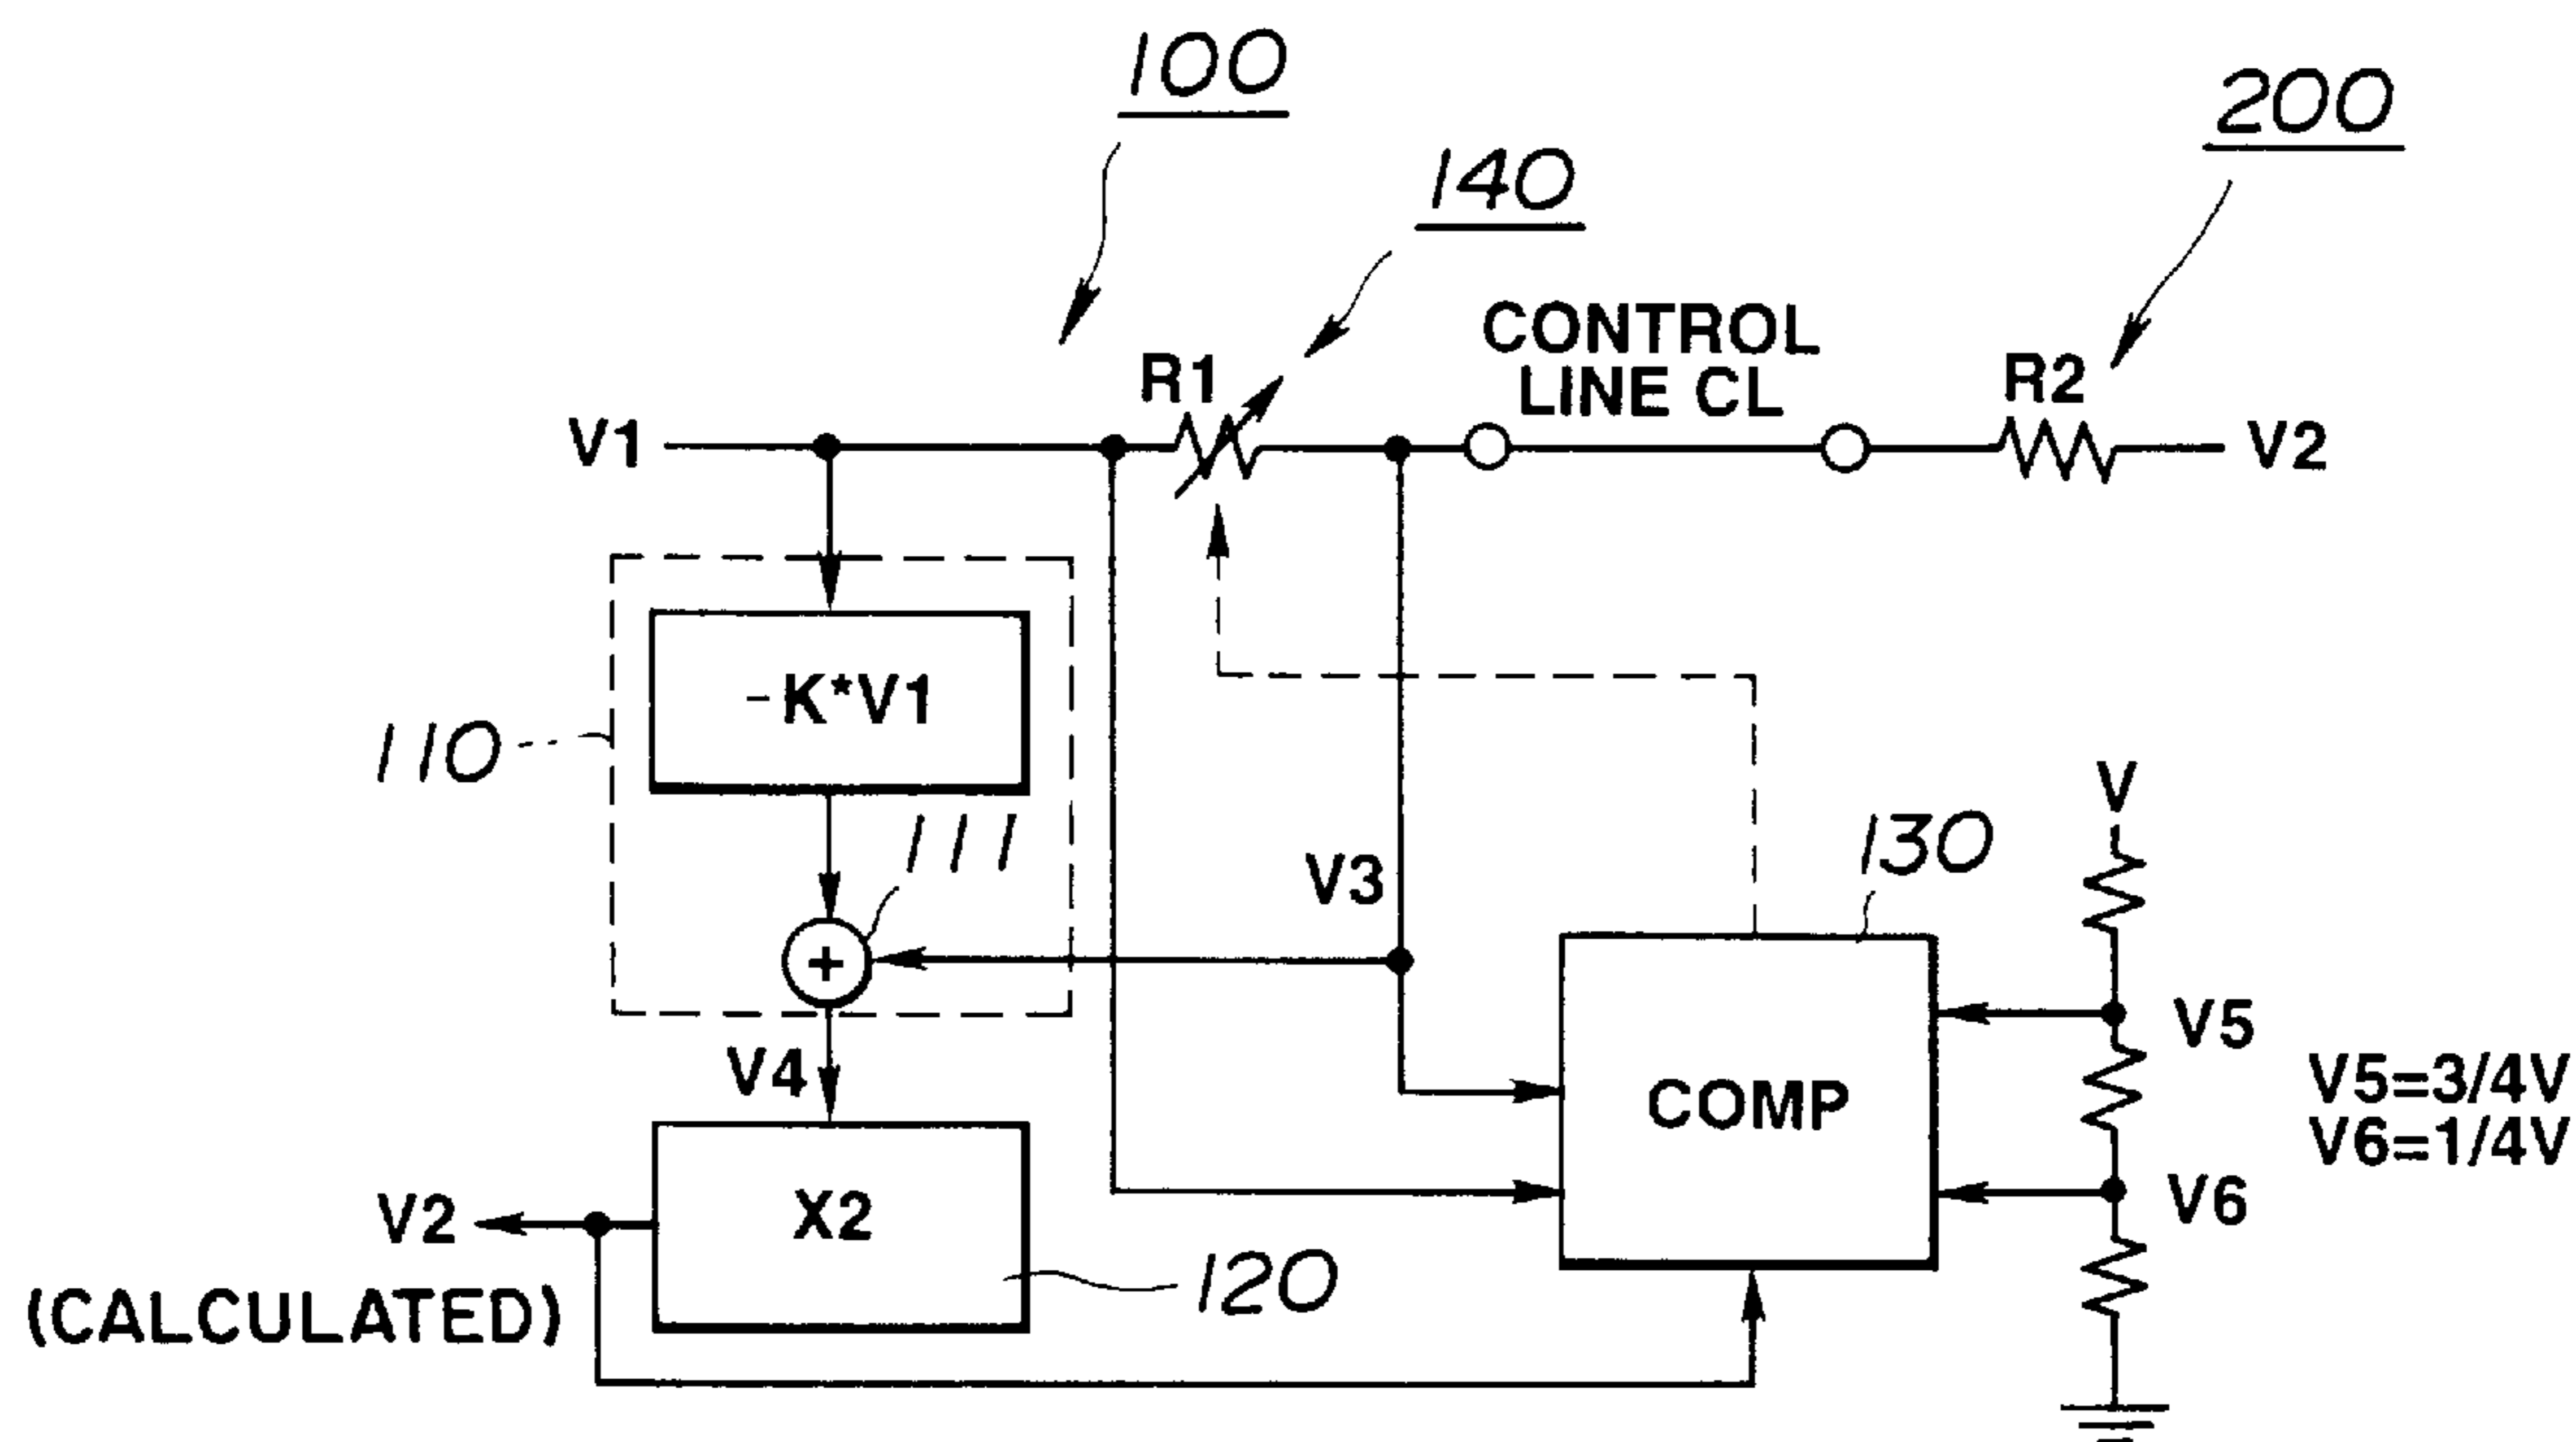 100
200
140
CONTROL
LINE CL
R1
R2
V1
V2
-K*V1
110
111
V
130
V3
V5
V4
COMP
V5=3/4V
V6=1/4V
X2
V6
V2
120
(CALCULATED)